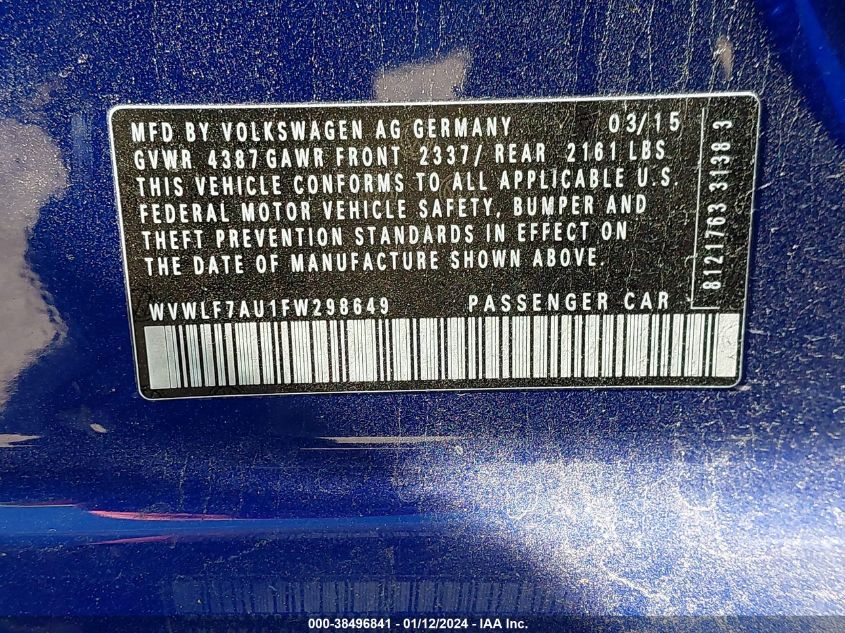 MFD BY VOLKSWAGEN AG GERMANY 03/15
GVWR 4387 GAWR FRONT 2337/ REAR 2161 LBS
THIS VEHICLE CONFORMS TO ALL APPLICABLE U.S.
FEDERAL MOTOR VEHICLE SAFETY, BUMPER AND
THEFT PREVENTION STANDARDS IN EFFECT ON
THE DATE OF MANUFACTURE SHOWN ABOVE.
WVWLF7AU1FW298649 PASSENGER CAR
8121763 3138 3
000-38496841 - 01/12/2024 - IAA Inc.